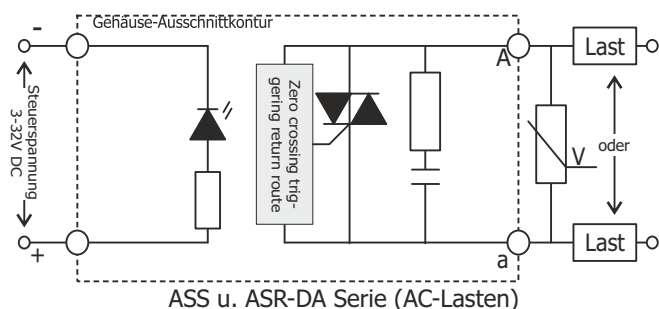 Gehäuse-Ausschnittkontur
-
Steuerspannung
3-32V DC
+
Zero crossing trig-
gering return route
A
a
V
Last
oder
Last
ASS u. ASR-DA Serie (AC-Lasten)